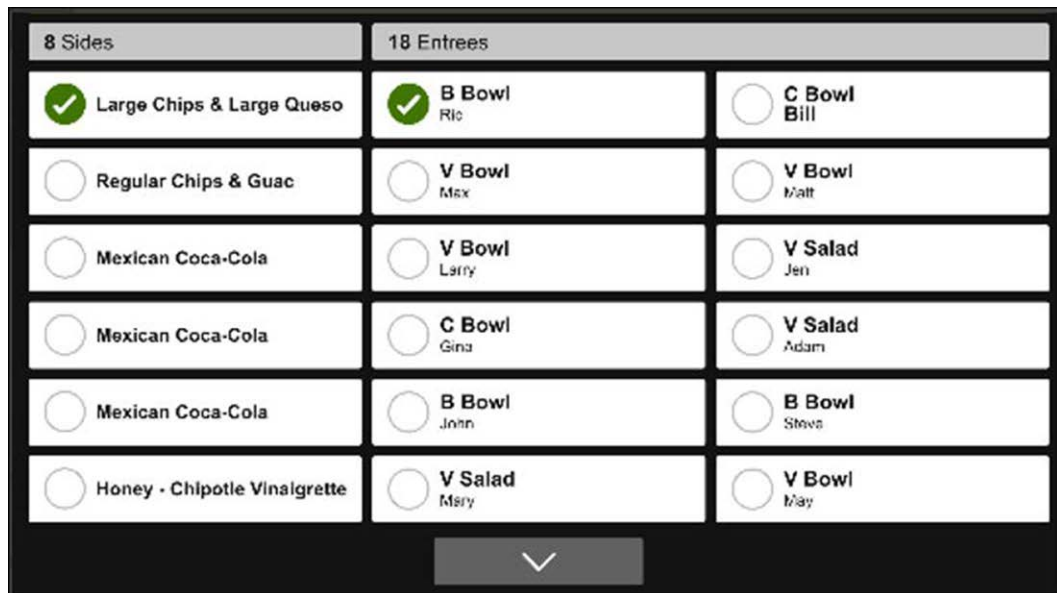 8 Sides
18 Entrees
Large Chips & Large Queso
B Bowl
Ric
C Bowl
Bill
Regular Chips & Guac
V Bowl
Max
V Bowl
Matt
Mexican Coca-Cola
V Bowl
Larry
V Salad
Jen
Mexican Coca-Cola
C Bowl
Gina
V Salad
Adam
Mexican Coca-Cola
B Bowl
John
B Bowl
Steve
Honey - Chipotle Vinaigrette
V Salad
Mary
V Bowl
May